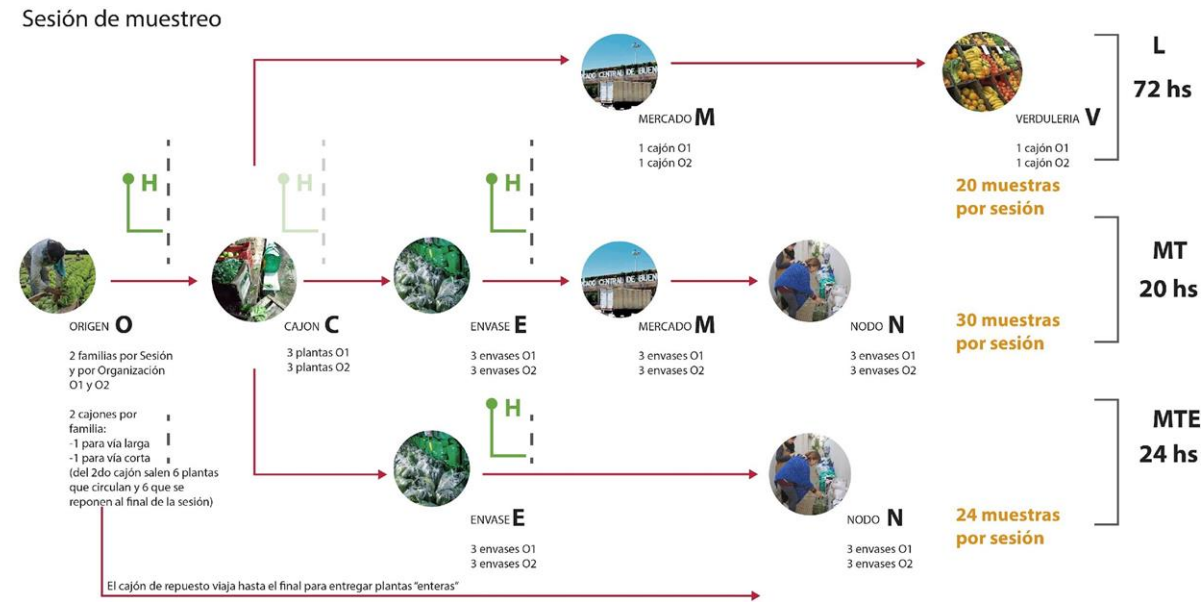 Sesión de muestreo
MERCADO M
1 cajón O1
1 cajón O2
VERDULERIA V
1 cajón O1
1 cajón O2
L
72 hs
20 muestras
por sesión
H
H
H
ORIGEN O
2 familias por Sesión
y por Organización
O1 y O2
2 cajones por
familia:
-1 para vía larga
-1 para vía corta
(del 2do cajón salen 6 plantas
que circulan y 6 que se
reponen al final de la sesión)
CAJON C
3 plantas O1
3 plantas O2
ENVASE E
3 envases O1
3 envases O2
MERCADO M
3 envases O1
3 envases O2
NODO N
3 envases O1
3 envases O2
MT
20 hs
30 muestras
por sesión
H
ENVASE E
3 envases O1
3 envases O2
NODO N
3 envases O1
3 envases O2
MTE
24 hs
24 muestras
por sesión
El cajón de repuesto viaja hasta el final para entregar plantas “enteras”